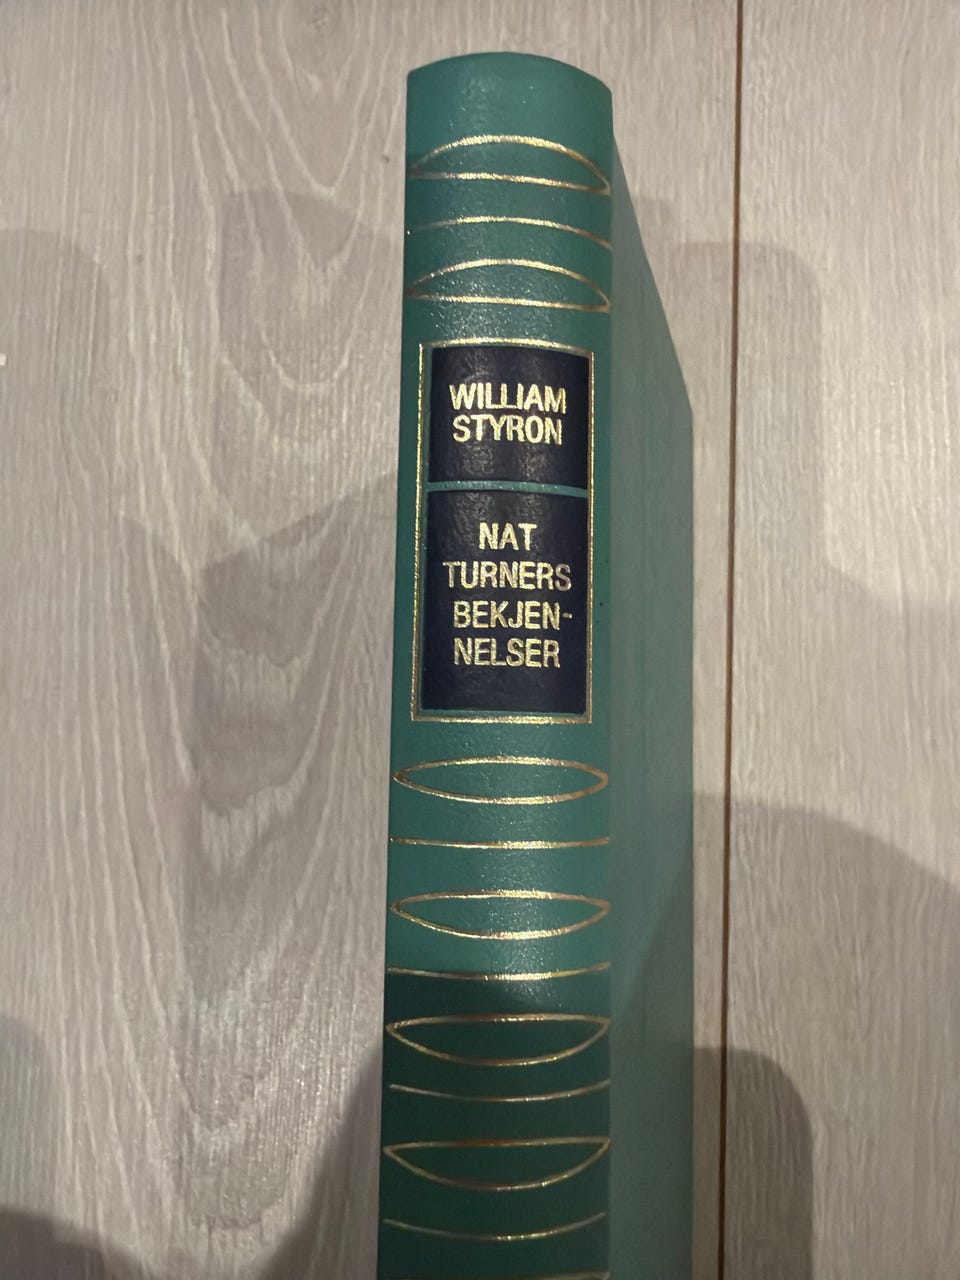 WILLIAM
STYRON
NAT
TURNERS
BEKJEN-
NELSER